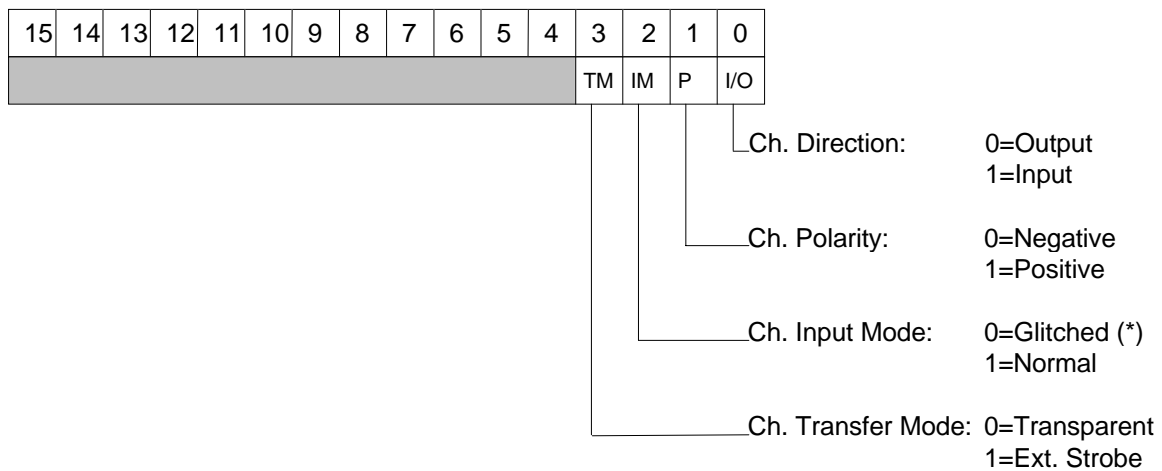 15 14 13 12 11 10 9 8 7 6 5 4 3 2 1 0
TM IM P I/O
Ch. Direction: 0=Output
1=Input
Ch. Polarity: 0=Negative
1=Positive
Ch. Input Mode: 0=Glitched (*)
1=Normal
Ch. Transfer Mode: 0=Transparent
1=Ext. Strobe